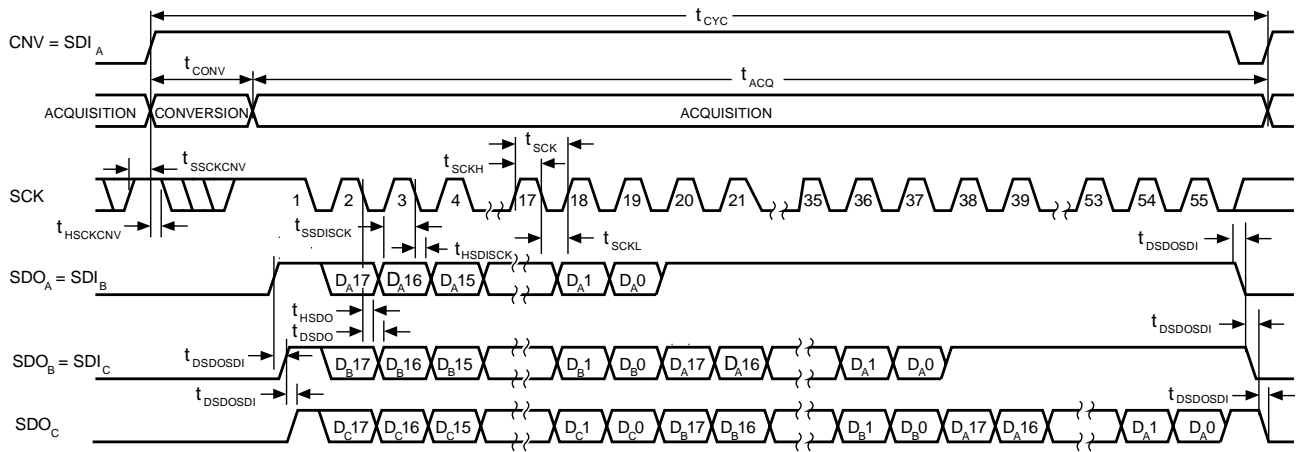 tCYC
CNV = SDIA
tCONV
tACQ
ACQUISITION CONVERSION ACQUISITION
tSSCKCNV
tSCK
tSCKH
SCK
1 2 3 4 17 18 19 20 21 35 36 37 38 39 53 54 55
tHSCKCNV
tSSDISCK
tHSDISCK
tSCKL
tDSDOSDI
SDOA = SDIB
DA17 DA16 DA15 DA1 DA0
tHSDO
tDSDO
tDSDOSDI
tDSDOSDI
SDOB = SDIC
DB17 DB16 DB15 DB1 DB0 DA17 DA16 DA1 DA0
tDSDOSDI
tDSDOSDI
SDOC
DC17 DC16 DC15 DC1 DC0 DB17 DB16 DB1 DB0 DA17 DA16 DA1 DA0